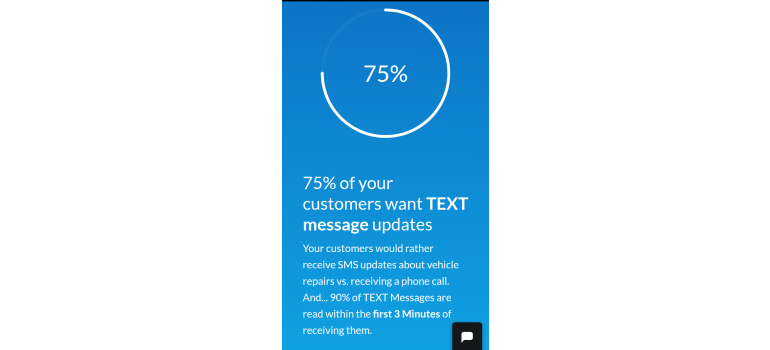 75%
75% of your
customers want TEXT
message updates
Your customers would rather
receive SMS updates about vehicle
repairs vs. receiving a phone call.
And... 90% of TEXT Messages are
read within the first 3 Minutes of
receiving them.